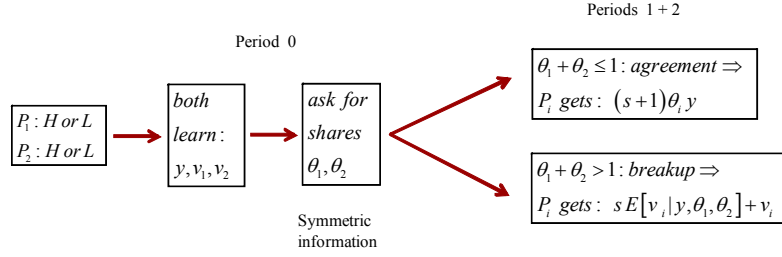 Periods 1 + 2
Period 0
P₁ : H or L
P₂ : H or L
both
learn :
y, v₁, v₂
ask for
shares
θ₁, θ₂
Symmetric
information
θ₁ + θ₂ ≤ 1 : agreement ⇒
Pᵢ gets : (s + 1)θᵢ y
θ₁ + θ₂ > 1 : breakup ⇒
Pᵢ gets : s E[vᵢ | y, θ₁, θ₂] + vᵢ